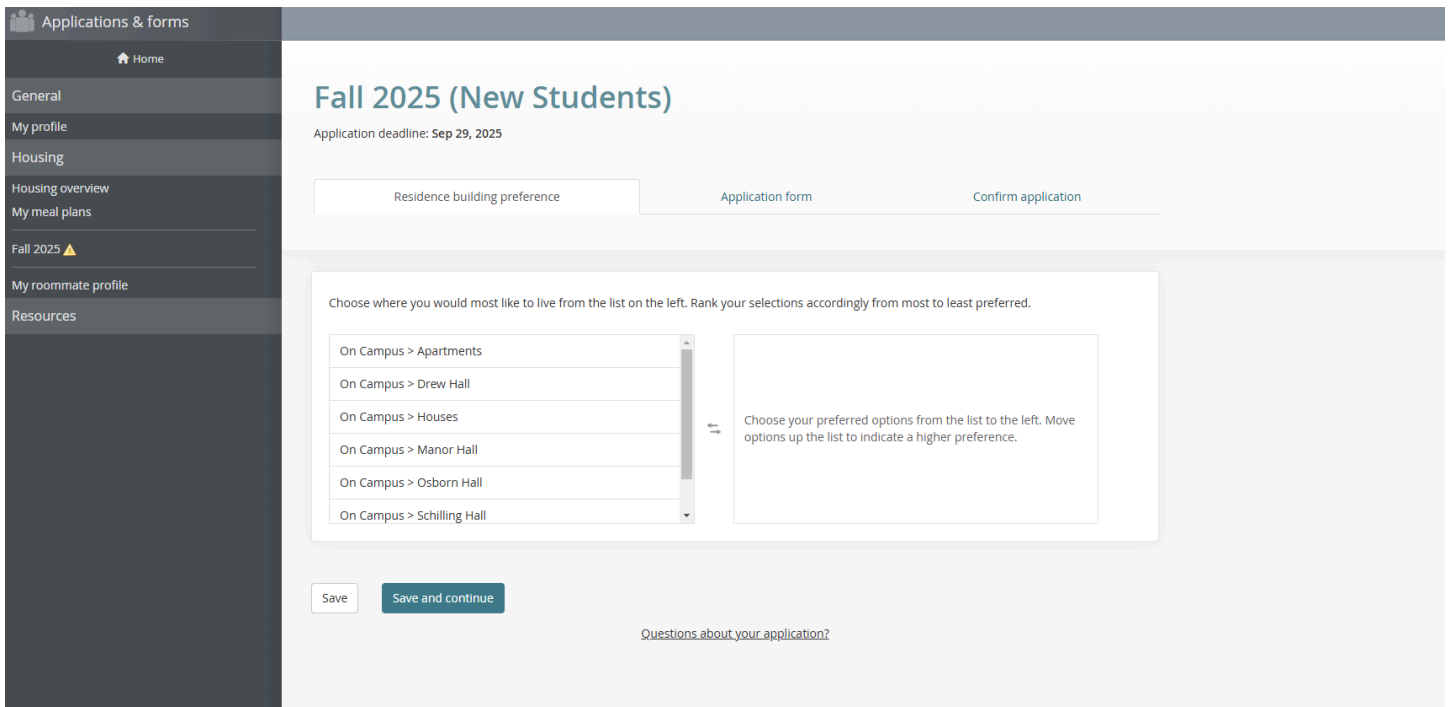 Applications & forms
Home
General
My profile
Housing
Housing overview
My meal plans
Fall 2025
My roommate profile
Resources
Fall 2025 (New Students)
Application deadline: Sep 29, 2025
Residence building preference
Application form
Confirm application
Choose where you would most like to live from the list on the left. Rank your selections accordingly from most to least preferred.
On Campus > Apartments
On Campus > Drew Hall
On Campus > Houses
On Campus > Manor Hall
On Campus > Osborn Hall
On Campus > Schilling Hall
Choose your preferred options from the list to the left. Move
options up the list to indicate a higher preference.
Save
Save and continue
Questions about your application?